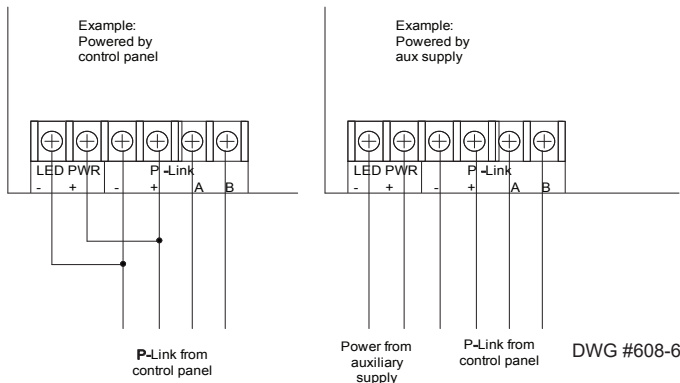 Example:
Powered by
control panel
LED PWR P-Link
- + - + A B
P-Link from
control panel
Example:
Powered by
aux supply
LED PWR P-Link
- + - + A B
Power from
auxiliary
supply
P-Link from
control panel
DWG #608-6